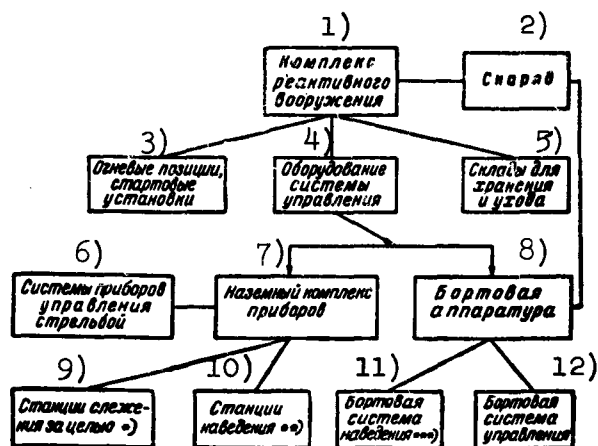 1)
Комплекс
реактивного
вооружения
2)
Снаряд
3)
Огневые позиции,
стартовые
установки
4)
Оборудование
системы
управления
5)
Склады для
хранения
и ухода
6)
Системы приборов
управления
стрельбой
7)
Наземный комплекс
приборов
8)
Бортовая
аппаратура
9)
Станции слеже-
ния за целью *)
10)
Станции
наведения **)
11)
Бортовая
система
наведения ***)
12)
Бортовая
система
управления